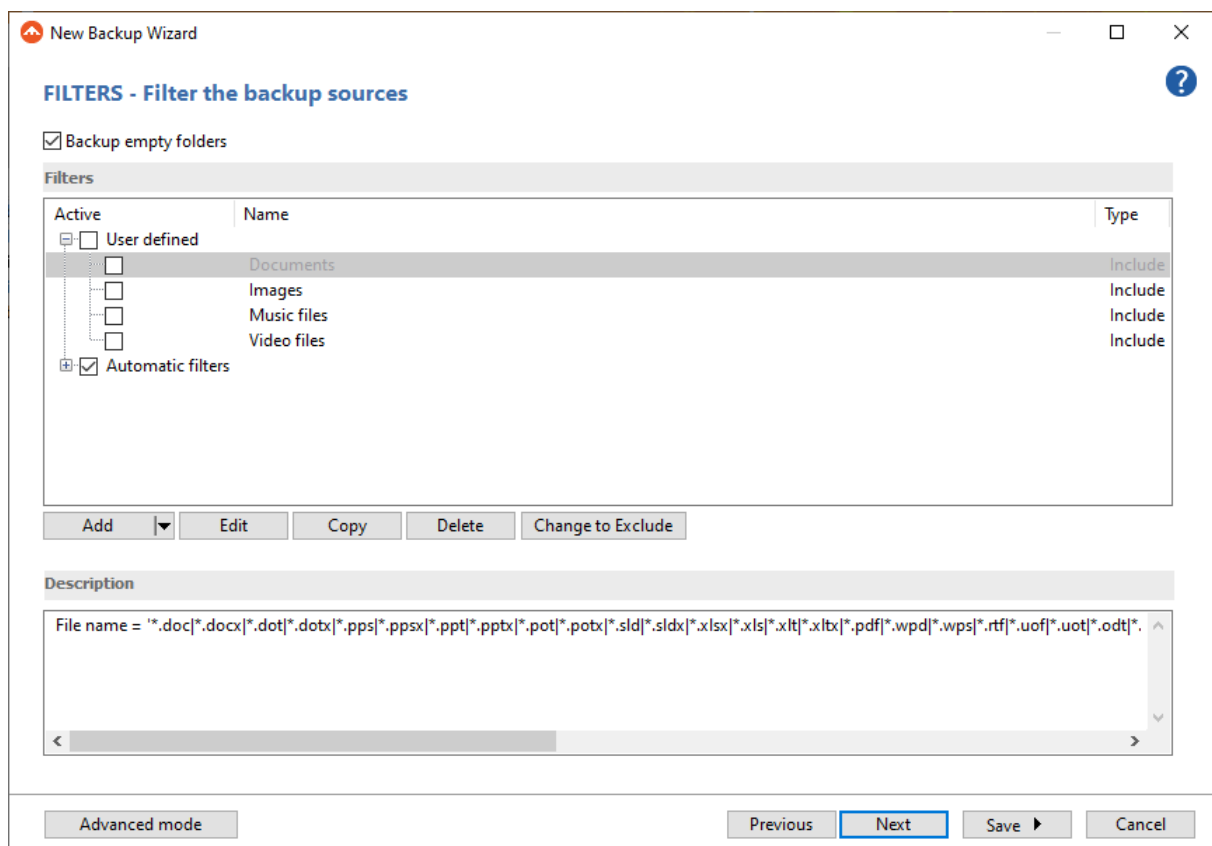 New Backup Wizard
FILTERS - Filter the backup sources
?
Backup empty folders
Filters
Active Name Type
User defined
Documents Include
Images Include
Music files Include
Video files Include
Automatic filters
Add Edit Copy Delete Change to Exclude
Description
File name = '*.doc|*.docx|*.dot|*.dotx|*.pps|*.ppsx|*.ppt|*.pptx|*.pot|*.potx|*.sld|*.sldx|*.xlsx|*.xls|*.xlt|*.xltx|*.pdf|*.wpd|*.wps|*.rtf|*.uof|*.uot|*.odt|*.
Advanced mode Previous Next Save Cancel